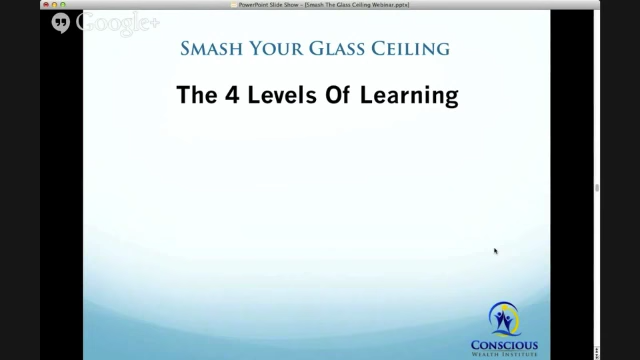 PowerPoint Slide Show - [Smash The Glass Ceiling Webinar.pptx]
Google+
SMASH YOUR GLASS CEILING
The 4 Levels Of Learning
CONSCIOUS
WEALTH INSTITUTE